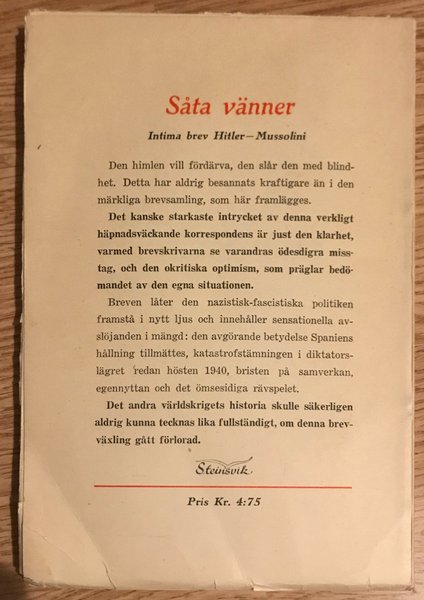 Såta vänner
Intima brev Hitler—Mussolini
Den himlen vill fördärva, den slår den med blind-
het. Detta har aldrig besannats kraftigare än i den
märkliga brevsamling, som här framlägges.
Det kanske starkaste intrycket av denna verkligt
häpnadsväckande korrespondens är just den klarhet,
varmed brevskrivarna se varandras ödesdigra miss-
tag, och den okritiska optimism, som präglar bedö-
mandet av den egna situationen.
Breven låter den nazistisk-fascistiska politiken
framstå i nytt ljus och innehåller sensationella av-
slöjanden i mängd: den avgörande betydelse Spaniens
hållning tillmättes, katastrofstämningen i diktators-
lägret redan hösten 1940, bristen på samverkan,
egennyttan och det ömsesidiga rävspelet.
Det andra världskrigets historia skulle säkerligen
aldrig kunna tecknas lika fullständigt, om denna brev-
växling gått förlorad.
Steinsvik
Pris Kr. 4:75